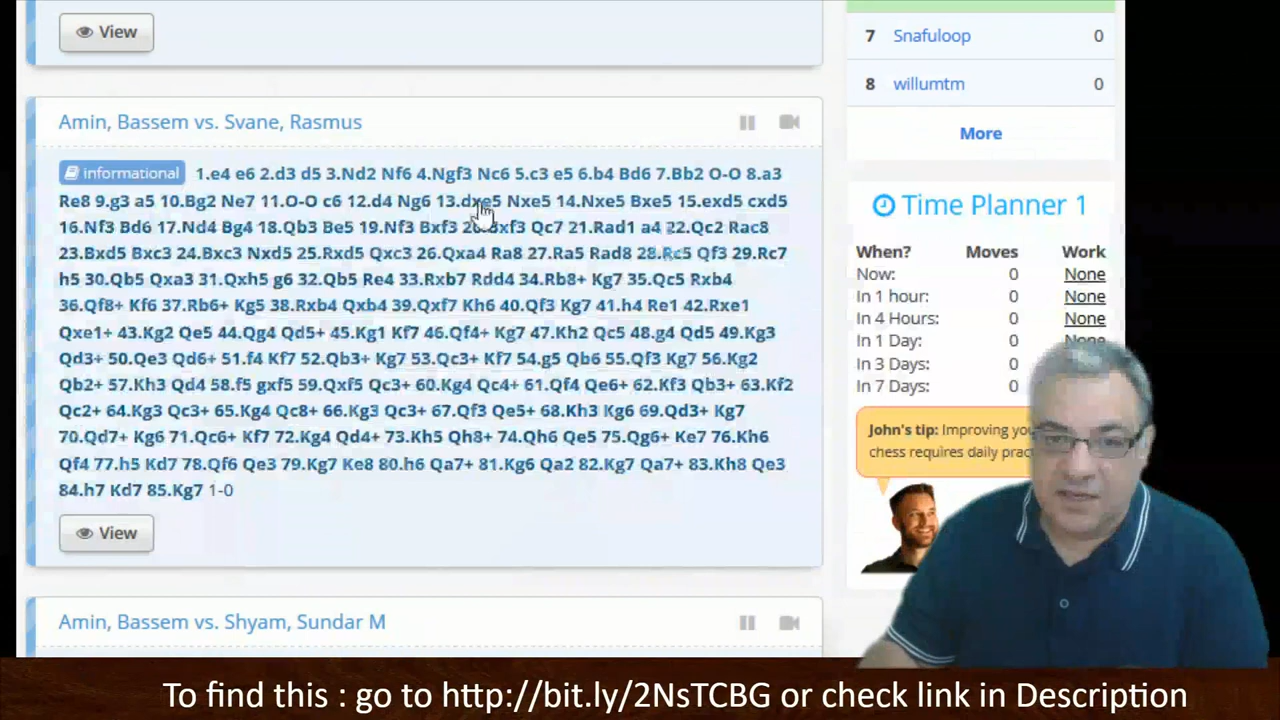 View
Amin, Bassem vs. Svane, Rasmus
informational 1.e4 e6 2.d3 d5 3.Nd2 Nf6 4.Ngf3 Nc6 5.c3 e5 6.b4 Bd6 7.Bb2 O-O 8.a3
Re8 9.g3 a5 10.Bg2 Ne7 11.O-O c6 12.d4 Ng6 13.dxe5 Nxe5 14.Nxe5 Bxe5 15.exd5 cxd5
16.Nf3 Bd6 17.Nd4 Bg4 18.Qb3 Be5 19.Nf3 Bxf3 20.Bxf3 Qc7 21.Rad1 a4 22.Qc2 Rac8
23.Bxd5 Bxc3 24.Bxc3 Nxd5 25.Rxd5 Qxc3 26.Qxa4 Ra8 27.Ra5 Rad8 28.Rc5 Qf3 29.Rc7
h5 30.Qb5 Qxa3 31.Qxh5 g6 32.Qb5 Re4 33.Rxb7 Rdd4 34.Rb8+ Kg7 35.Qc5 Rxb4
36.Qf8+ Kf6 37.Rb6+ Kg5 38.Rxb4 Qxb4 39.Qxf7 Kh6 40.Qf3 Kg7 41.h4 Re1 42.Rxe1
Qxe1+ 43.Kg2 Qe5 44.Qg4 Qd5+ 45.Kg1 Kf7 46.Qf4+ Kg7 47.Kh2 Qc5 48.g4 Qd5 49.Kg3
Qd3+ 50.Qe3 Qd6+ 51.f4 Kf7 52.Qb3+ Kg7 53.Qc3+ Kf7 54.g5 Qb6 55.Qf3 Kg7 56.Kg2
Qb2+ 57.Kh3 Qd4 58.f5 gxf5 59.Qxf5 Qc3+ 60.Kg4 Qc4+ 61.Qf4 Qe6+ 62.Kf3 Qb3+ 63.Kf2
Qc2+ 64.Kg3 Qc3+ 65.Kg4 Qc8+ 66.Kg3 Qc3+ 67.Qf3 Qe5+ 68.Kh3 Kg6 69.Qd3+ Kg7
70.Qd7+ Kg6 71.Qc6+ Kf7 72.Kg4 Qd4+ 73.Kh5 Qh8+ 74.Qh6 Qe5 75.Qg6+ Ke7 76.Kh6
Qf4 77.h5 Kd7 78.Qf6 Qe3 79.Kg7 Ke8 80.h6 Qa7+ 81.Kg6 Qa2 82.Kg7 Qa7+ 83.Kh8 Qe3
84.h7 Kd7 85.Kg7 1-0
View
Amin, Bassem vs. Shyam, Sundar M
7 Snafuloop 0
8 willumtm 0
More
Time Planner 1
When? Moves Work
Now: 0 None
In 1 hour: 0 None
In 4 Hours: 0 None
In 1 Day: 0 None
In 3 Days: 0
In 7 Days: 0
John's tip: Improving
chess requires daily
To find this : go to http://bit.ly/2NsTCBG or check link in Description